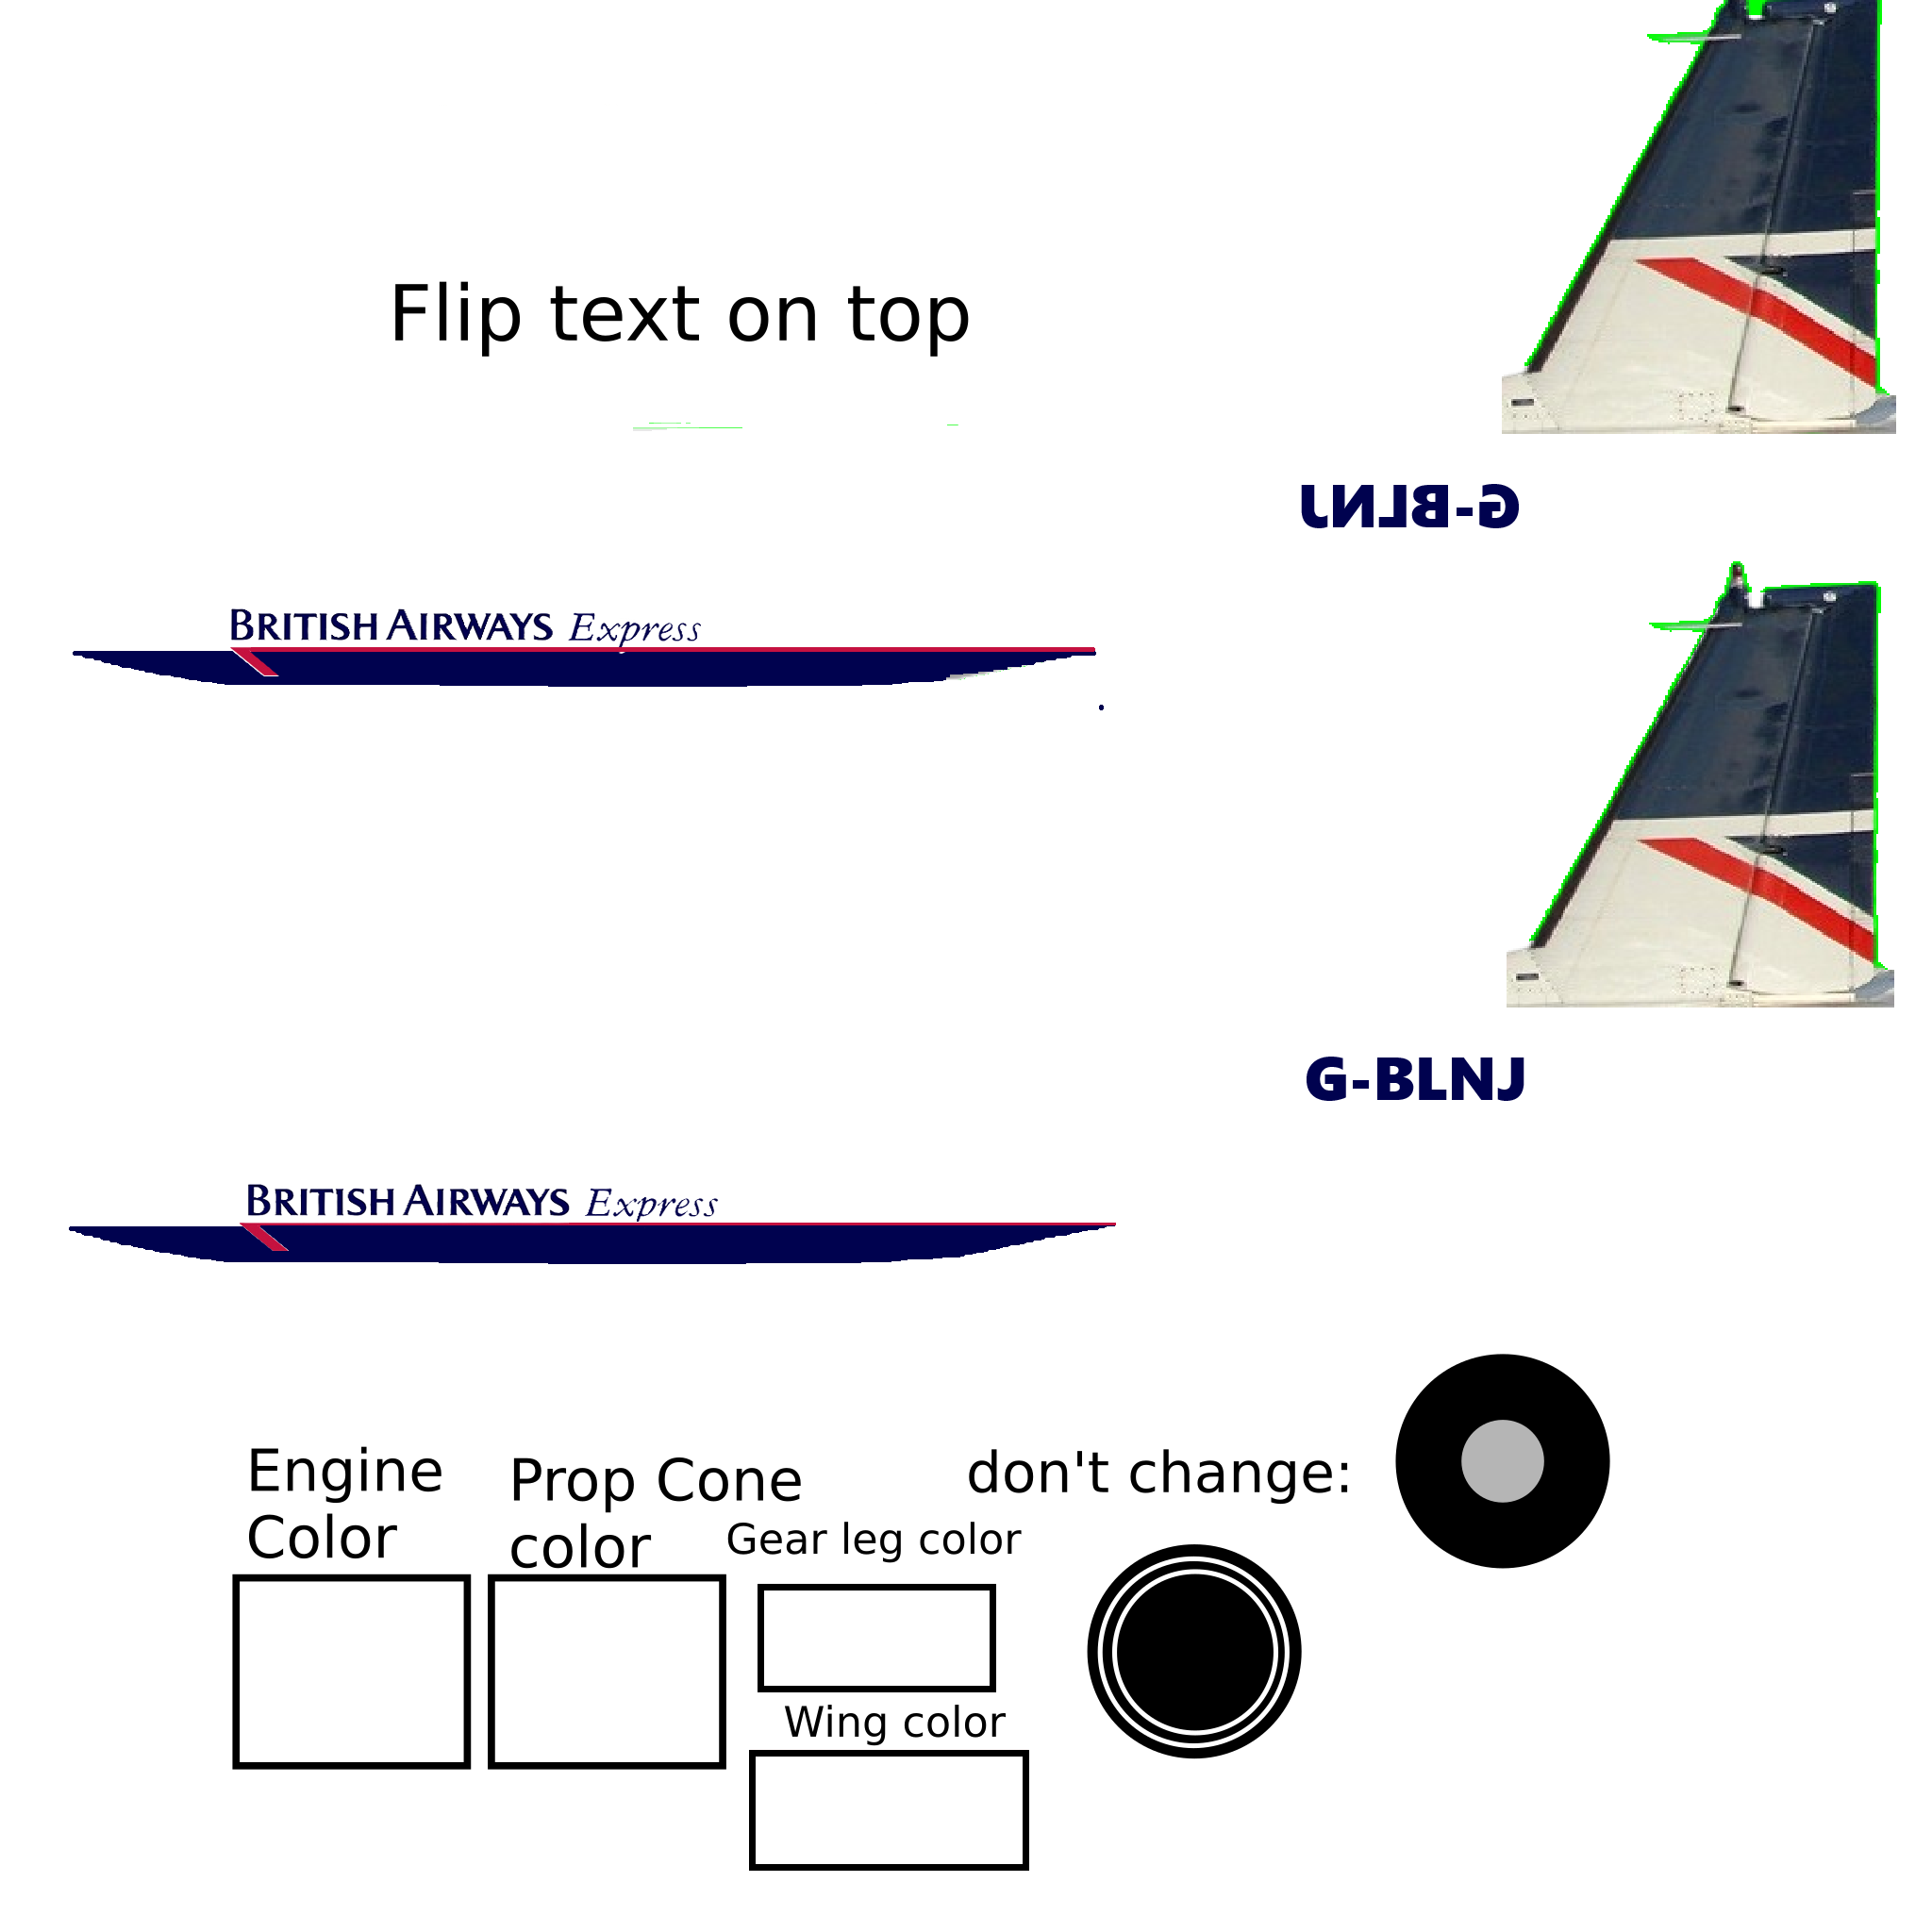 Flip text on top
G-BLNJ
BRITISH AIRWAYS Express
G-BLNJ
BRITISH AIRWAYS Express
Engine
Color
Prop Cone
color
don't change:
Gear leg color
Wing color